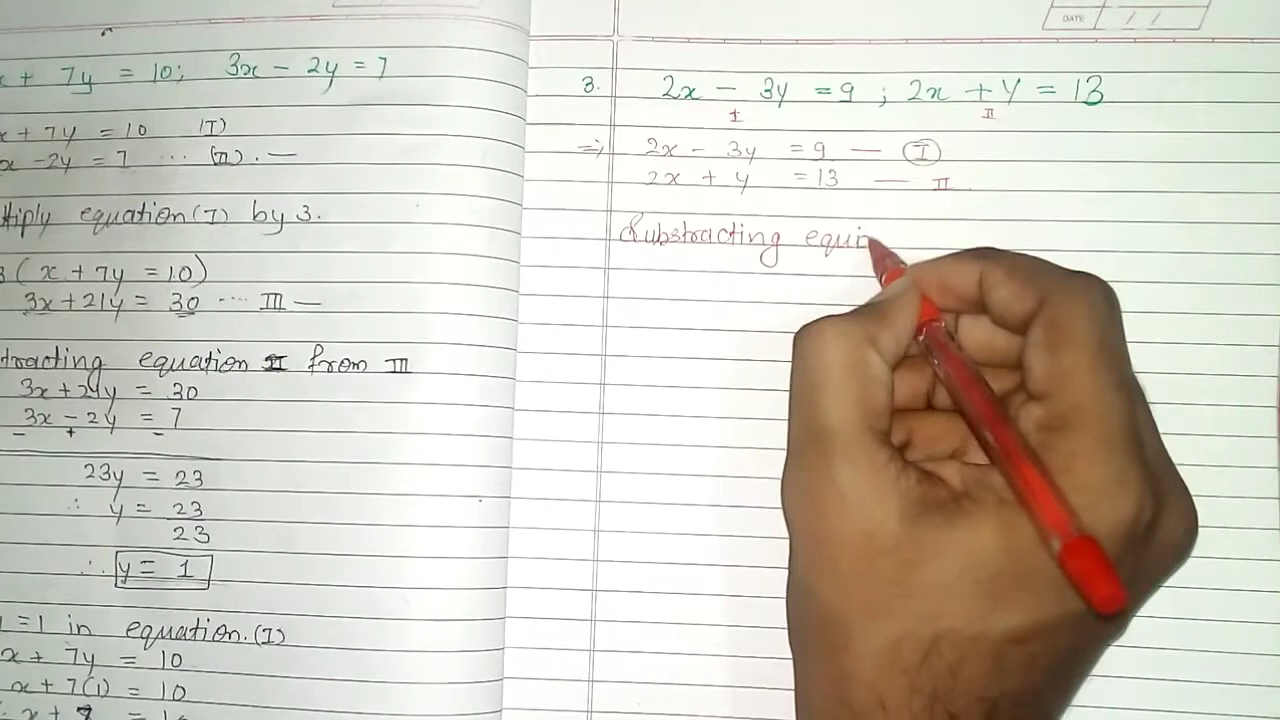 x + 7y = 10; 3x - 2y = 7
x + 7y = 10 (I)
x - 2y = 7 ... (II). —
tiply equation (I) by 3.
3 (x + 7y = 10)
3x + 21y = 30 .... III —
tracting equation II from III
3x + 21y = 30
3x - 2y = 7
- + -
23y = 23
∴ y = 23
23
∴ y = 1
=1 in equation. (I)
x + 7y = 10
x + 7(1) = 10
DATE / /
3. 2x - 3y = 9 ; 2x + y = 13
I II
=> 2x - 3y = 9 — I
2x + y = 13 — II
Substracting equi